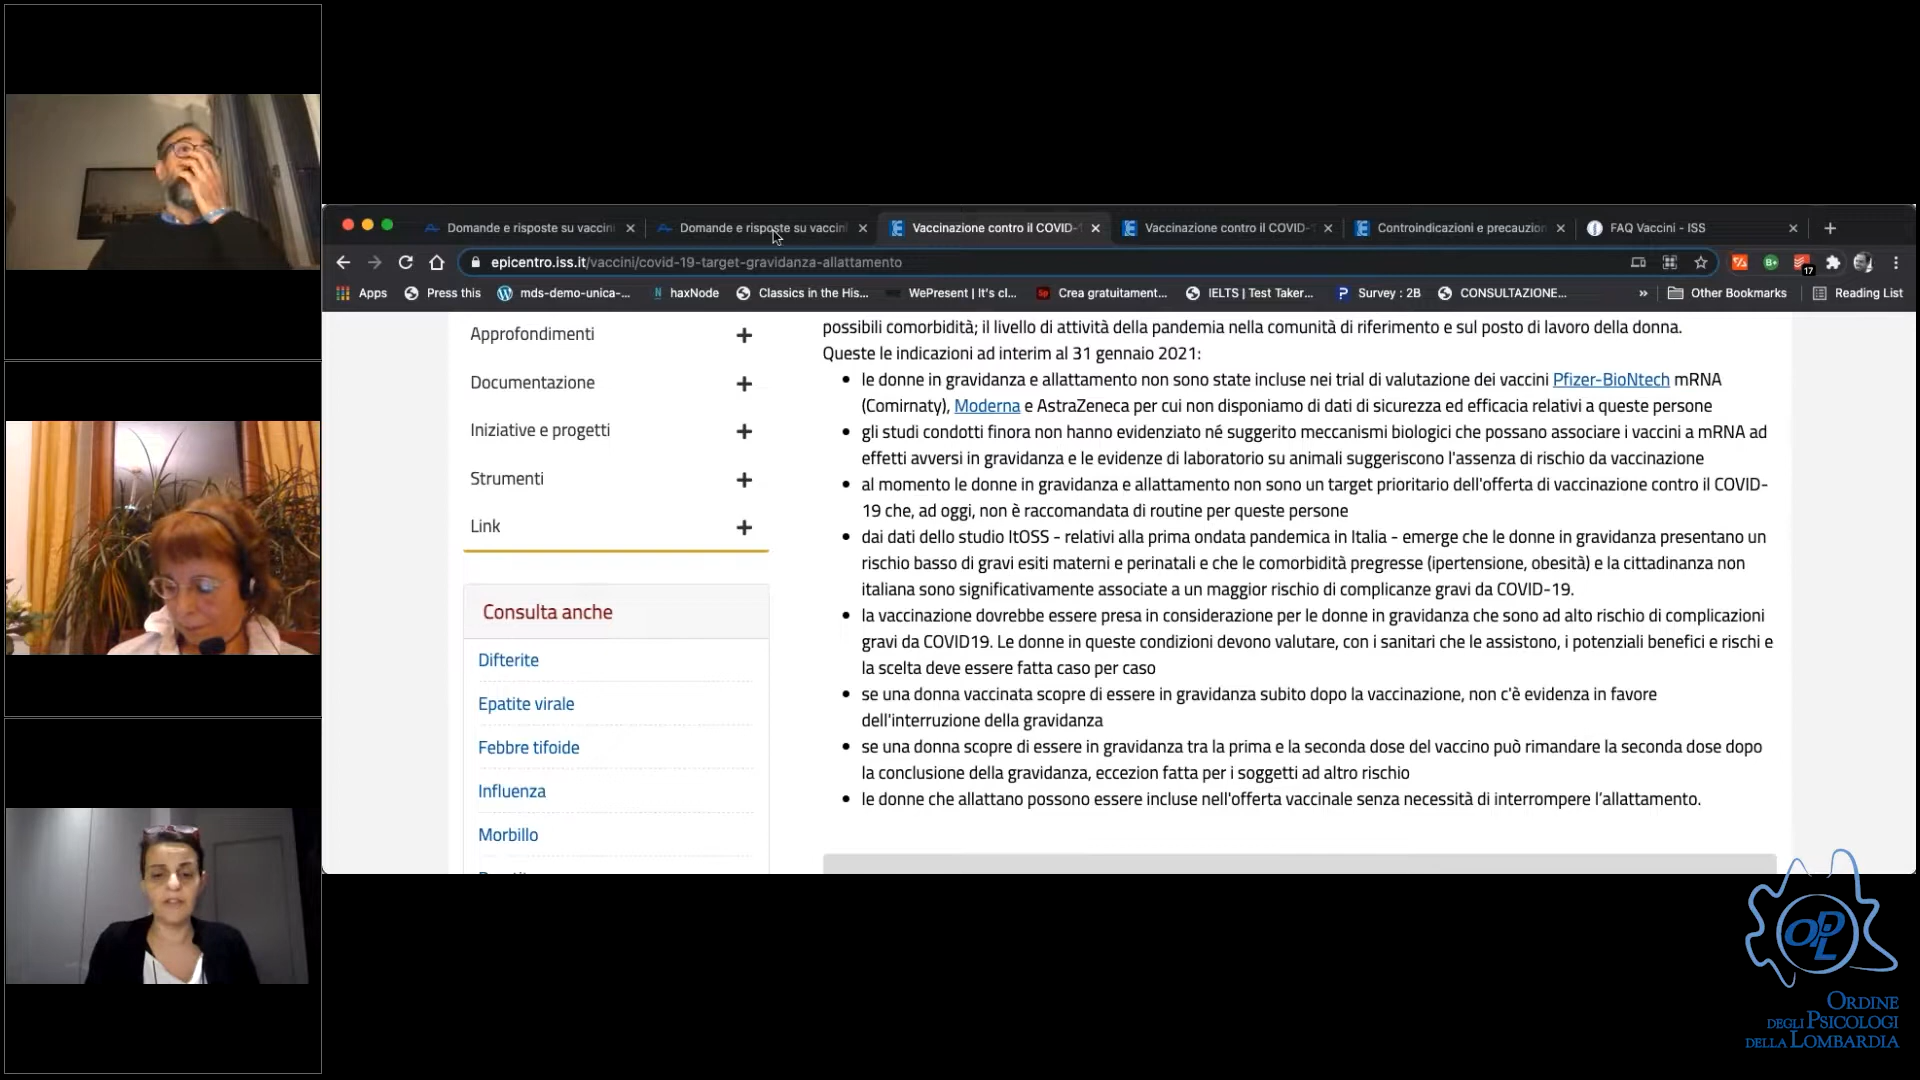 Domande e risposte su vaccini
Domande e risposte su vaccini
Vaccinazione contro il COVID-1
Vaccinazione contro il COVID-1
Controindicazioni e precauzion
FAQ Vaccini - ISS
epicentro.iss.it/vaccini/covid-19-target-gravidanza-allattamento
17
Apps
Press this
mds-demo-unica-...
haxNode
Classics in the His...
WePresent | It's cl...
Crea gratuitament...
IELTS | Test Taker...
Survey : 2B
CONSULTAZIONE...
»
Other Bookmarks
Reading List
Approfondimenti
Documentazione
Iniziative e progetti
Strumenti
Link
Consulta anche
Difterite
Epatite virale
Febbre tifoide
Influenza
Morbillo
possibili comorbidità; il livello di attività della pandemia nella comunità di riferimento e sul posto di lavoro della donna.
Queste le indicazioni ad interim al 31 gennaio 2021:
le donne in gravidanza e allattamento non sono state incluse nei trial di valutazione dei vaccini Pfizer-BioNtech mRNA
(Comirnaty), Moderna e AstraZeneca per cui non disponiamo di dati di sicurezza ed efficacia relativi a queste persone
gli studi condotti finora non hanno evidenziato né suggerito meccanismi biologici che possano associare i vaccini a mRNA ad
effetti avversi in gravidanza e le evidenze di laboratorio su animali suggeriscono l'assenza di rischio da vaccinazione
al momento le donne in gravidanza e allattamento non sono un target prioritario dell'offerta di vaccinazione contro il COVID-
19 che, ad oggi, non è raccomandata di routine per queste persone
dai dati dello studio ItOSS - relativi alla prima ondata pandemica in Italia - emerge che le donne in gravidanza presentano un
rischio basso di gravi esiti materni e perinatali e che le comorbidità pregresse (ipertensione, obesità) e la cittadinanza non
italiana sono significativamente associate a un maggior rischio di complicanze gravi da COVID-19.
la vaccinazione dovrebbe essere presa in considerazione per le donne in gravidanza che sono ad alto rischio di complicazioni
gravi da COVID19. Le donne in queste condizioni devono valutare, con i sanitari che le assistono, i potenziali benefici e rischi e
la scelta deve essere fatta caso per caso
se una donna vaccinata scopre di essere in gravidanza subito dopo la vaccinazione, non c'è evidenza in favore
dell'interruzione della gravidanza
se una donna scopre di essere in gravidanza tra la prima e la seconda dose del vaccino può rimandare la seconda dose dopo
la conclusione della gravidanza, eccezion fatta per i soggetti ad altro rischio
le donne che allattano possono essere incluse nell'offerta vaccinale senza necessità di interrompere l'allattamento.
OPL
ORDINE
DEGLI PSICOLOGI
DELLA LOMBARDIA